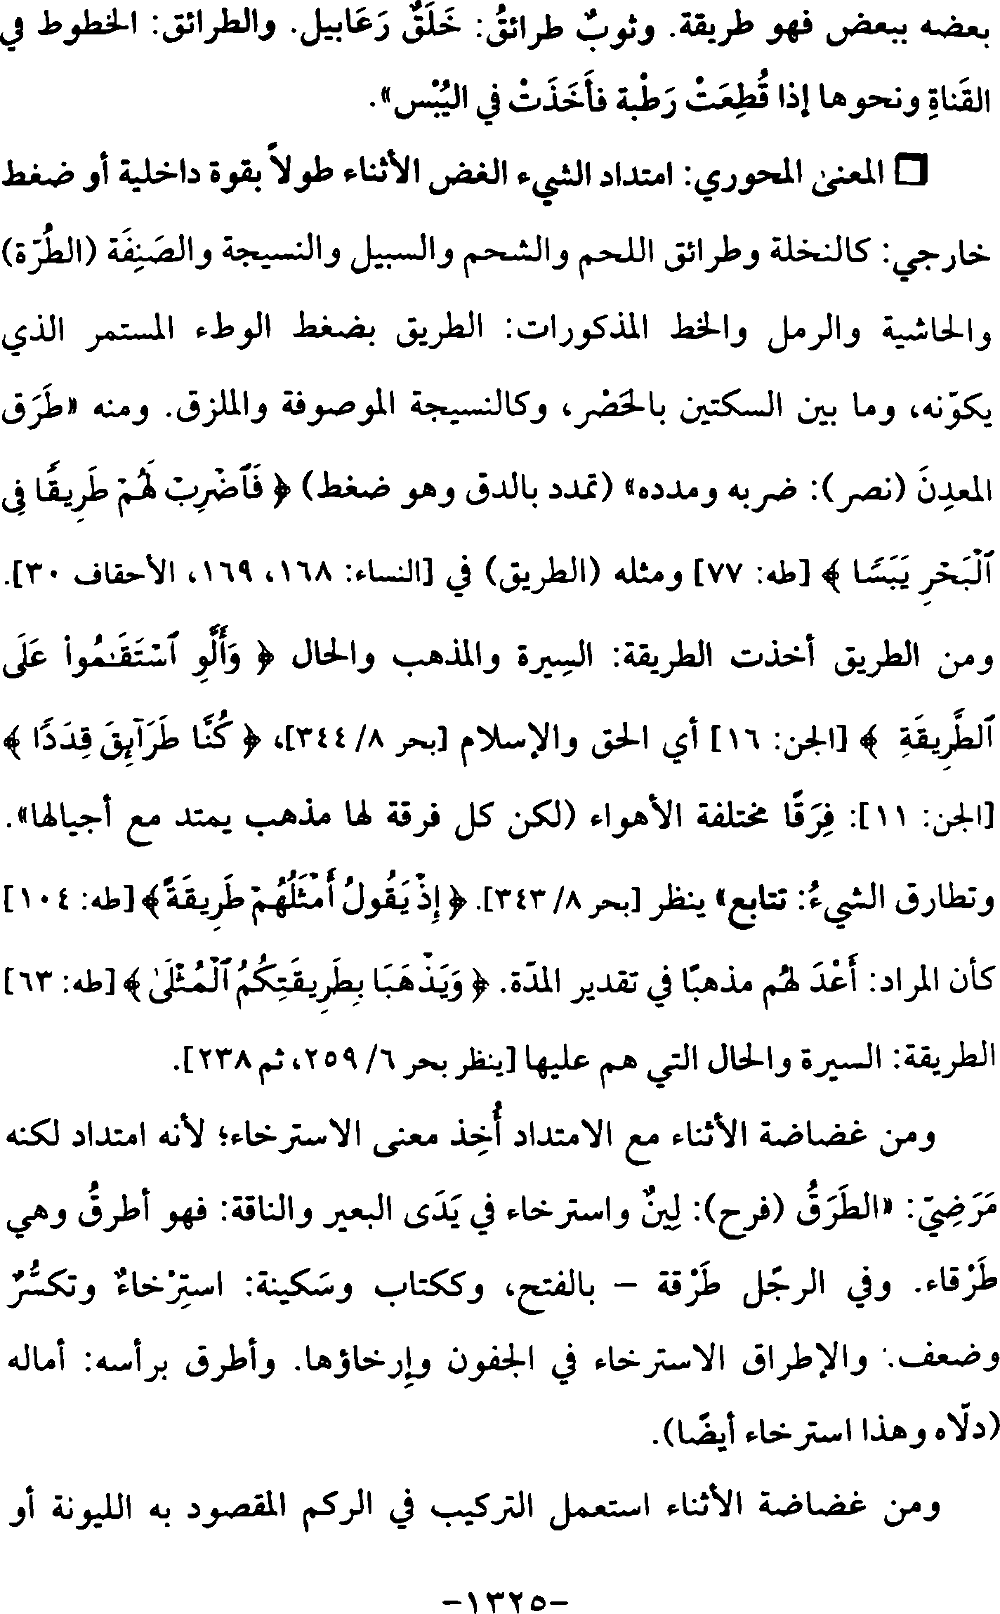 بعضه ببعض فهو طريقة. وثوبٌ طرائقُ: خَلَقٌ رَعَابيل. والطرائق: الخطوط في
القَناةِ ونحوها إذا قُطِعَتْ رَطْبة فأَخَذَتْ في اليُبْس».
❒ المعنى المحوري: امتداد الشيء الغض الأثناء طولاً بقوة داخلية أو ضغط
خارجي: كالنخلة وطرائق اللحم والشحم والسبيل والنسيجة والصَنِفَة (الطُرّة)
والحاشية والرمل والخط المذكورات: الطريق بضغط الوطء المستمر الذي
يكوّنه، وما بين السكتين بالحَصْر، وكالنسيجة الموصوفة والملزق. ومنه «طَرَق
المعدِنَ (نصر): ضربه ومدده» (تمدد بالدق وهو ضغط) ﴿ فَٱضْرِبْ لَهُمْ طَرِيقًا فِى
ٱلْبَحْرِ يَبَسًا ﴾ [طه: ٧٧] ومثله (الطريق) في [النساء: ١٦٨، ١٦٩، الأحقاف ٣٠].
ومن الطريق أخذت الطريقة: السِيرة والمذهب والحال ﴿ وَأَلَّوِ ٱسْتَقَـٰمُوا۟ عَلَى
ٱلطَّرِيقَةِ ﴾ [الجن: ١٦] أي الحق والإسلام [بحر ٨/ ٣٤٤]، ﴿ كُنَّا طَرَآئِقَ قِدَدًا ﴾
[الجن: ١١]: فِرَقًا مختلفة الأهواء (لكن كل فرقة لها مذهب يمتد مع أجيالها».
وتطارق الشيءُ: تتابع» ينظر [بحر ٨/ ٣٤٣]. ﴿ إِذْ يَقُولُ أَمْثَلُهُمْ طَرِيقَةً ﴾ [طه: ١٠٤]
كأن المراد: أَعْدَ لهُم مذهبًا في تقدير المدّة. ﴿ وَيَذْهَبَا بِطَرِيقَتِكُمُ ٱلْمُثْلَىٰ ﴾ [طه: ٦٣]
الطريقة: السيرة والحال التي هم عليها [ينظر بحر ٦/ ٢٥٩، ثم ٢٣٨].
ومن غضاضة الأثناء مع الامتداد أُخِذ معنى الاسترخاء؛ لأنه امتداد لكنه
مَرَضِيّ: «الطَرَقُ (فرح): لِينٌ واسترخاء في يَدَى البعير والناقة: فهو أطرقُ وهي
طَرْقاء. وفي الرجُل طَرْقة – بالفتح، وككتاب وسَكينة: استِرْخاءٌ وتكسُّرٌ
وضعف. والإطراق الاسترخاء في الجفون وإرخاؤها. وأطرق برأسه: أماله
(دلّاه وهذا استرخاء أيضًا).
ومن غضاضة الأثناء استعمل التركيب في الركم المقصود به الليونة أو
-١٣٢٥-